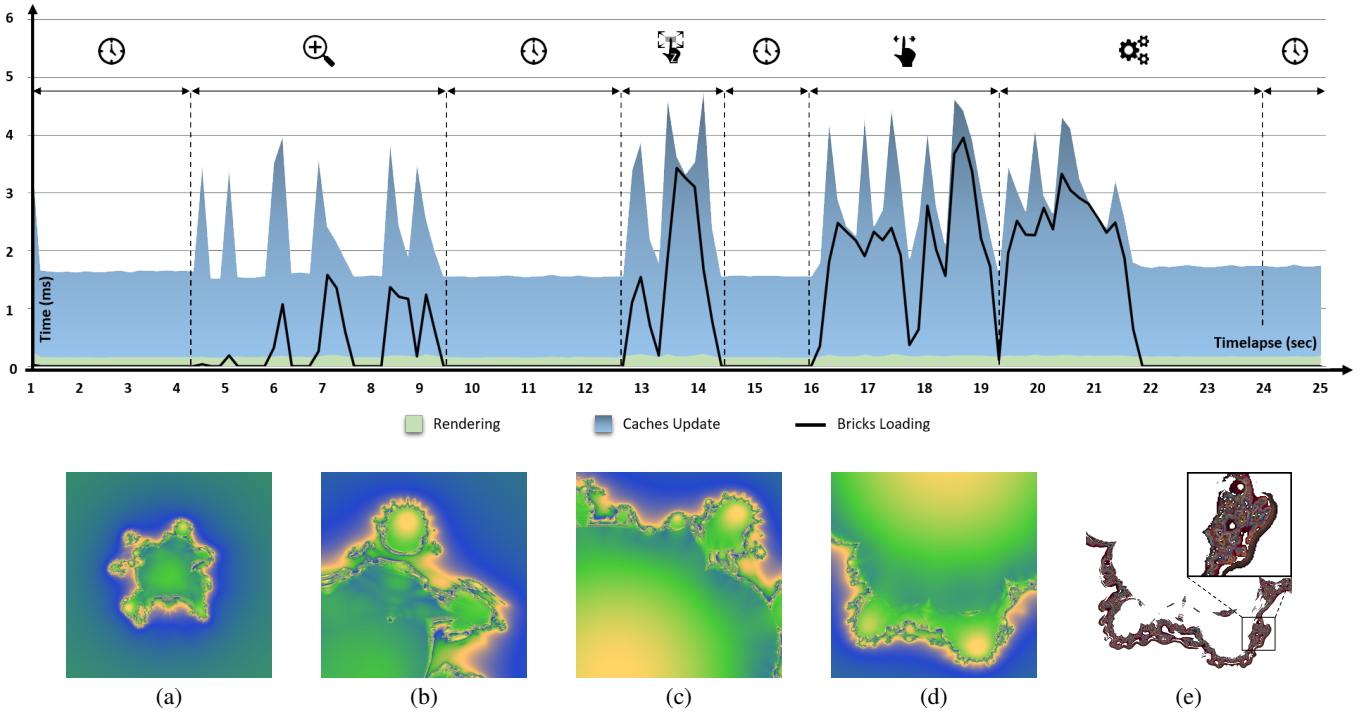 6
5
4
3
2
1
0
Time (ms)
Z
Timelapse (sec)
1 2 3 4 5 6 7 8 9 10 11 12 13 14 15 16 17 18 19 20 21 22 23 24 25
Rendering Caches Update Bricks Loading
(a) (b) (c) (d) (e)